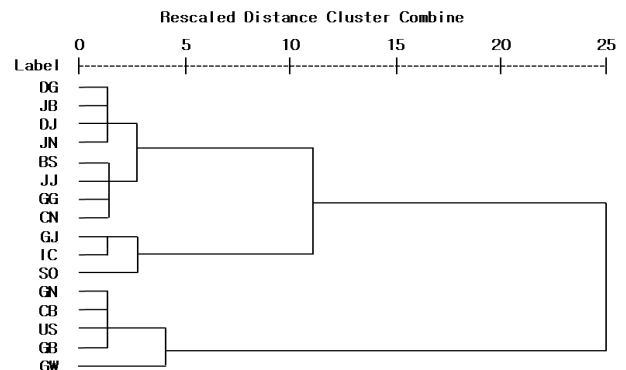 Rescaled Distance Cluster Combine
0 5 10 15 20 25
Label
DG
JB
DJ
JN
BS
JJ
GG
CN
GJ
IC
SO
GN
CB
US
GB
GW